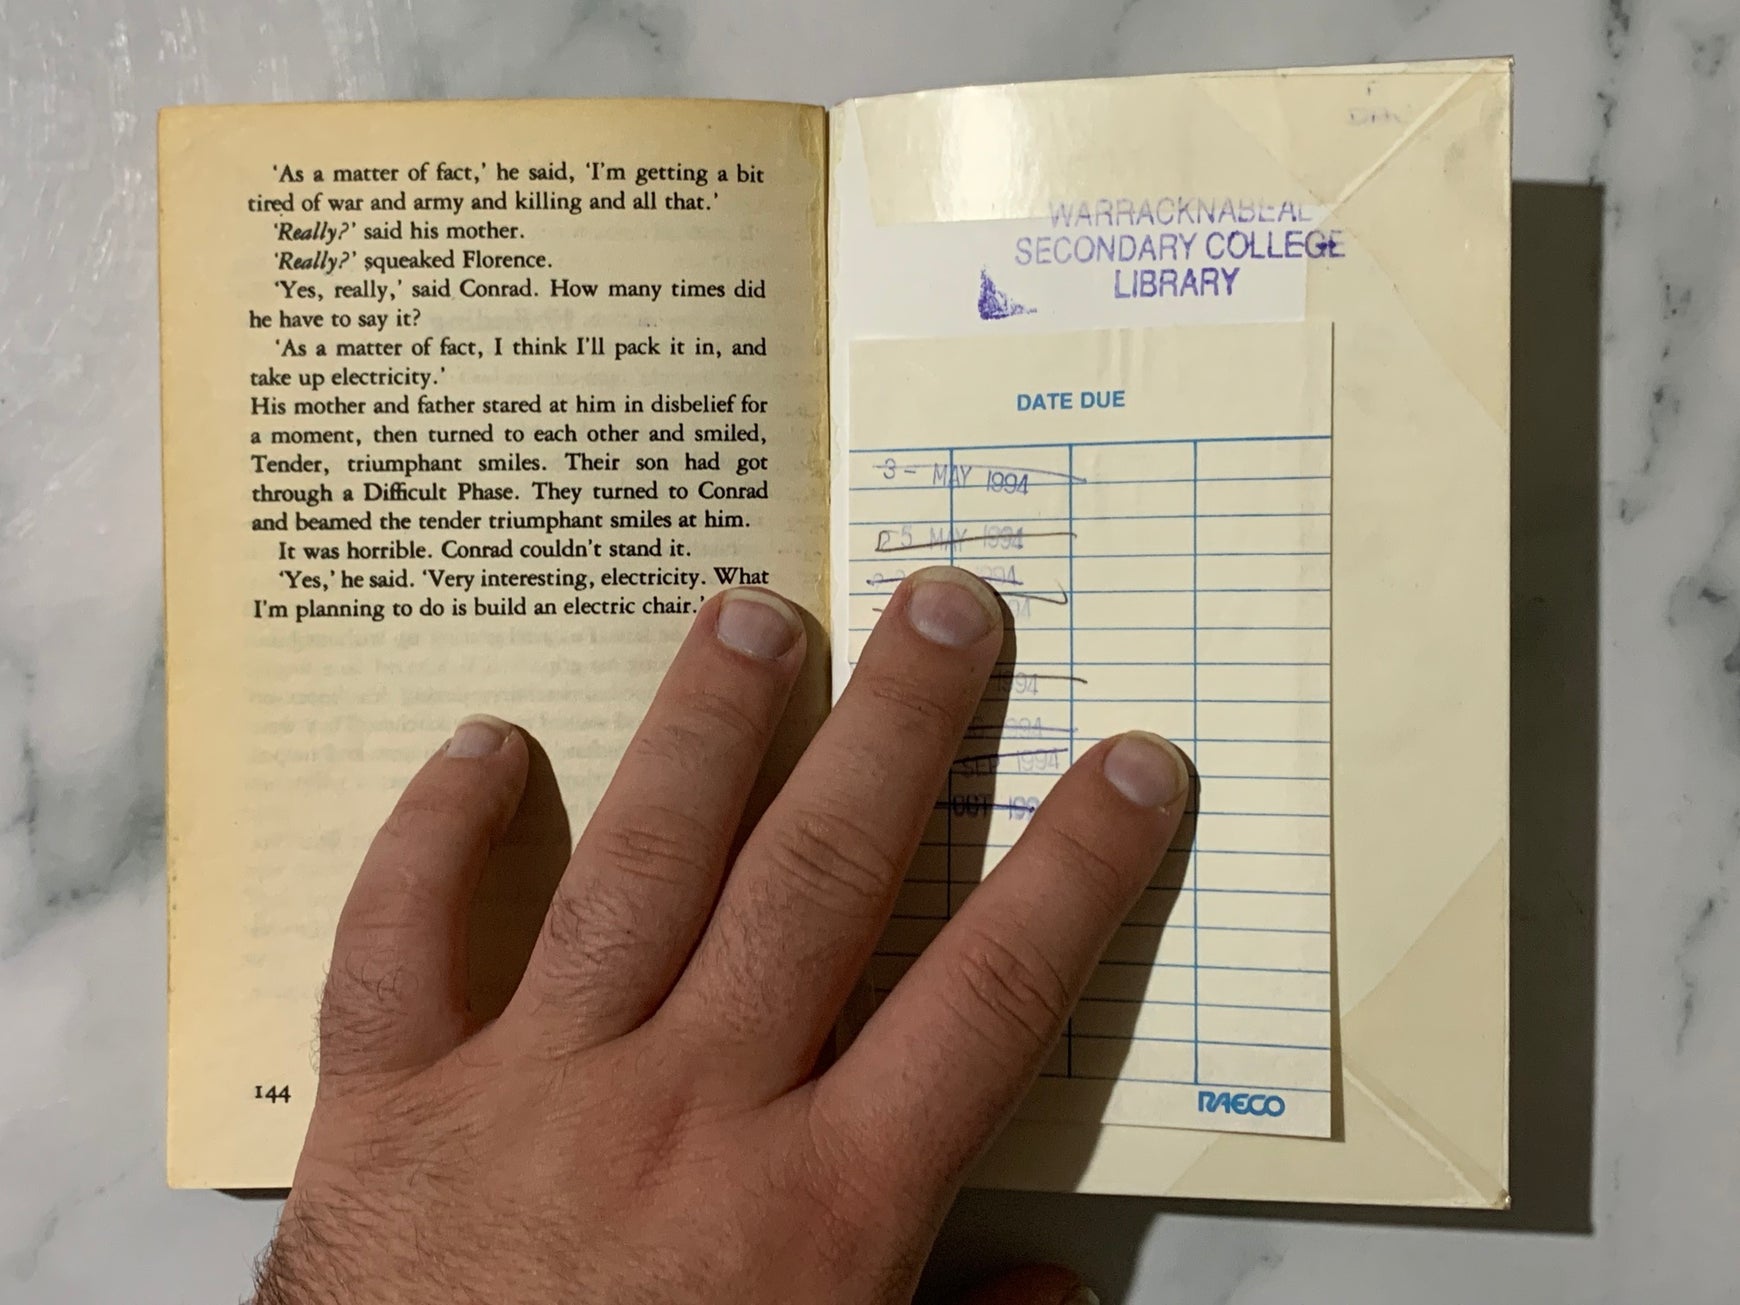 ‘As a matter of fact,’ he said, ‘I'm getting a bit
tired of war and army and killing and all that.’
‘Really?’ said his mother.
‘Really?’ squeaked Florence.
‘Yes, really,’ said Conrad. How many times did
he have to say it?
‘As a matter of fact, I think I'll pack it in, and
take up electricity.’
His mother and father stared at him in disbelief for
a moment, then turned to each other and smiled,
Tender, triumphant smiles. Their son had got
through a Difficult Phase. They turned to Conrad
and beamed the tender triumphant smiles at him.
It was horrible. Conrad couldn't stand it.
‘Yes,’ he said. ‘Very interesting, electricity. What
I'm planning to do is build an electric chair.’
144
WARRACKNABEAL
SECONDARY COLLEGE
LIBRARY
DATE DUE
3 - MAY 1994
25 MAY 1994
994
94
1994
994
SEP 1994
OCT 199
RAECO